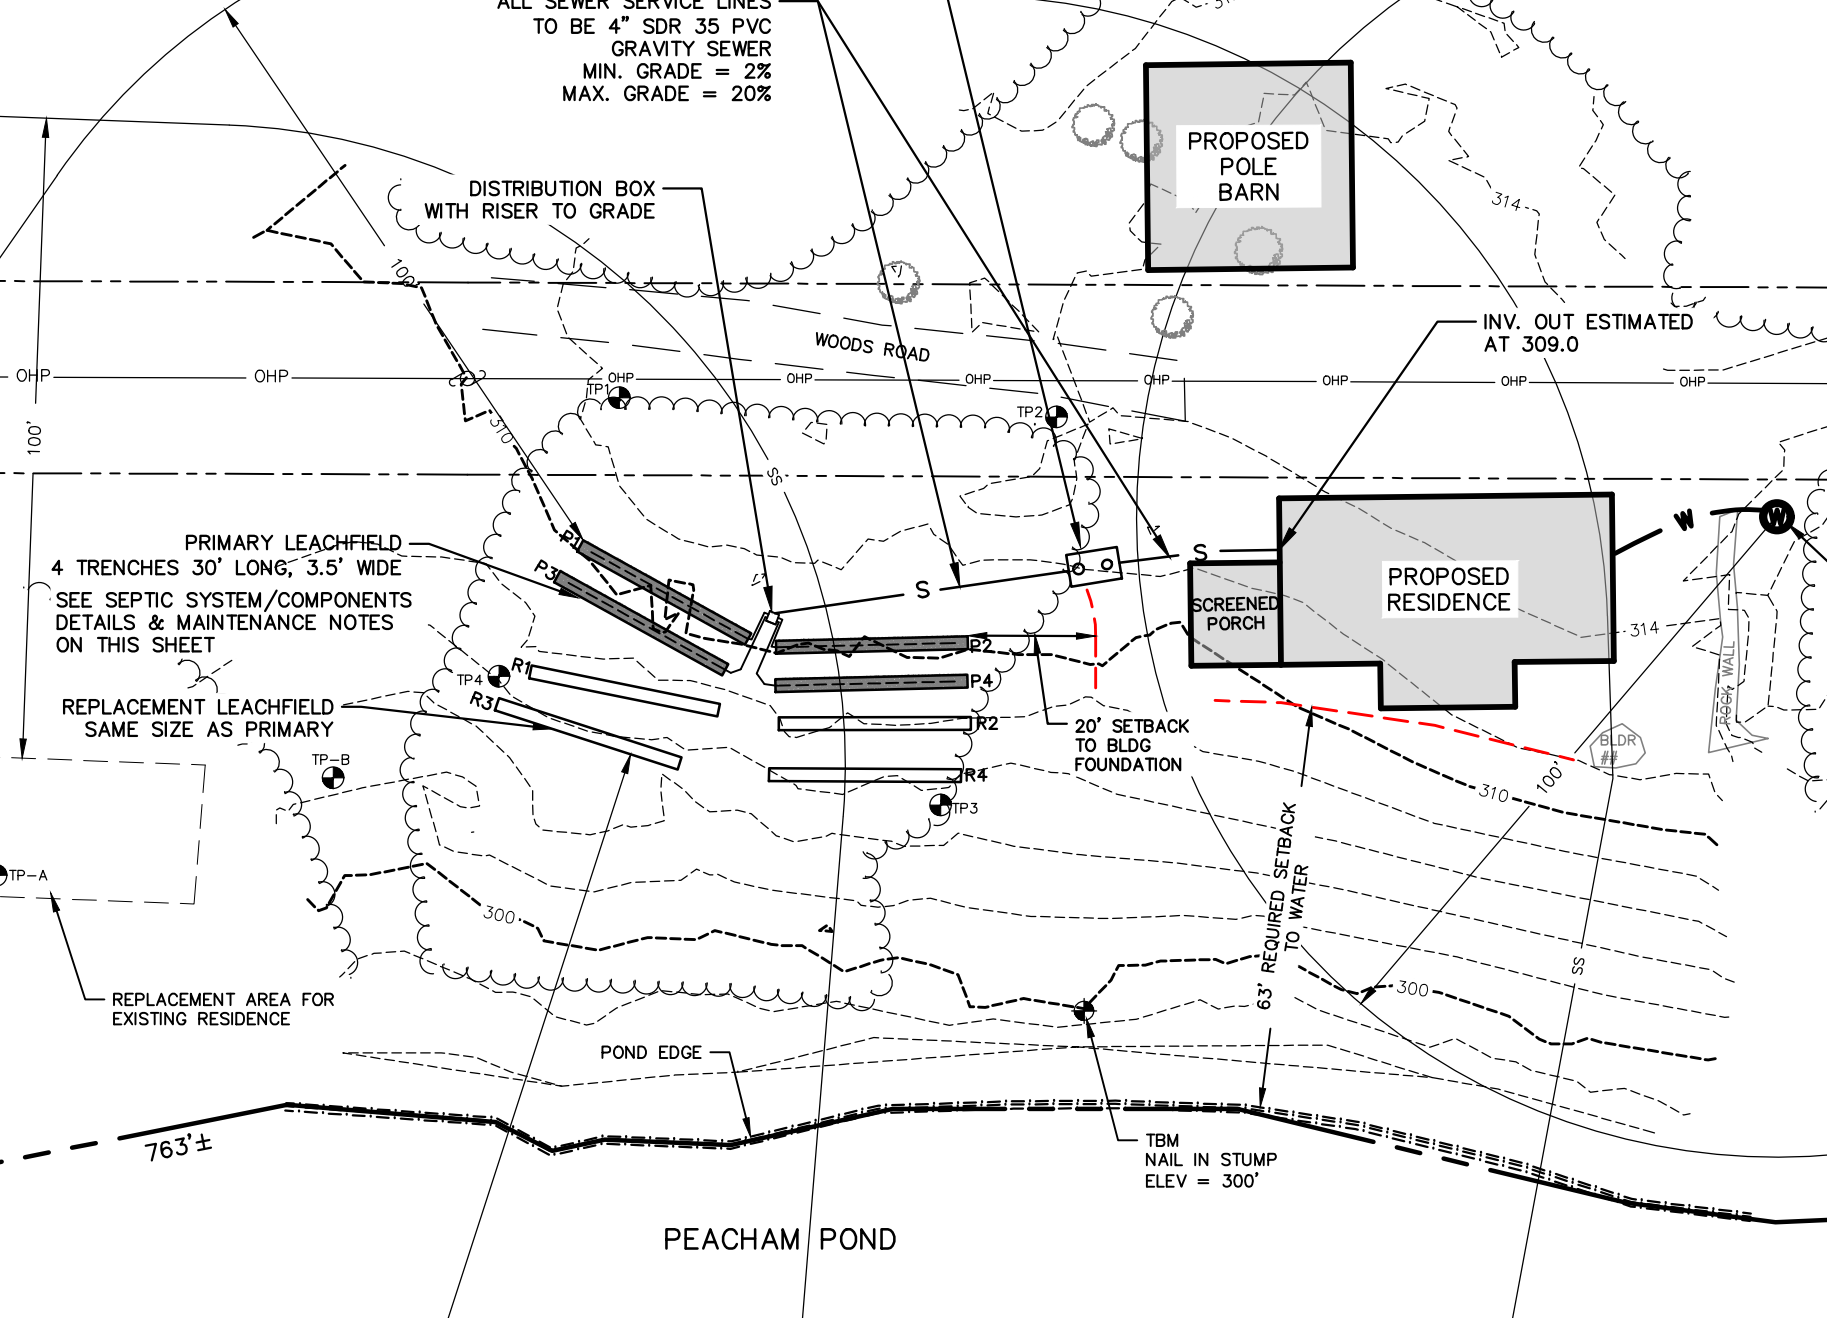 ALL SEWER SERVICE LINES
TO BE 4" SDR 35 PVC
GRAVITY SEWER
MIN. GRADE = 2%
MAX. GRADE = 20%
PROPOSED
POLE
BARN
DISTRIBUTION BOX
WITH RISER TO GRADE
314
100'
INV. OUT ESTIMATED
AT 309.0
WOODS ROAD
OHP
OHP
OHP
OHP
OHP
OHP
OHP
OHP
OHP
TP1
TP2
100'
310
SS
PRIMARY LEACHFIELD
4 TRENCHES 30' LONG, 3.5' WIDE
SEE SEPTIC SYSTEM/COMPONENTS
DETAILS & MAINTENANCE NOTES
ON THIS SHEET
P1
P3
S
S
W
W
PROPOSED
RESIDENCE
SCREENED
PORCH
314
ROCK WALL
P2
P4
TP4
R1
R3
REPLACEMENT LEACHFIELD
SAME SIZE AS PRIMARY
R2
R4
20' SETBACK
TO BLDG
FOUNDATION
BLDR
##
TP-B
TP3
310
100'
TP-A
63' REQUIRED SETBACK
TO WATER
300
300
SS
REPLACEMENT AREA FOR
EXISTING RESIDENCE
POND EDGE
763'±
TBM
NAIL IN STUMP
ELEV = 300'
PEACHAM POND